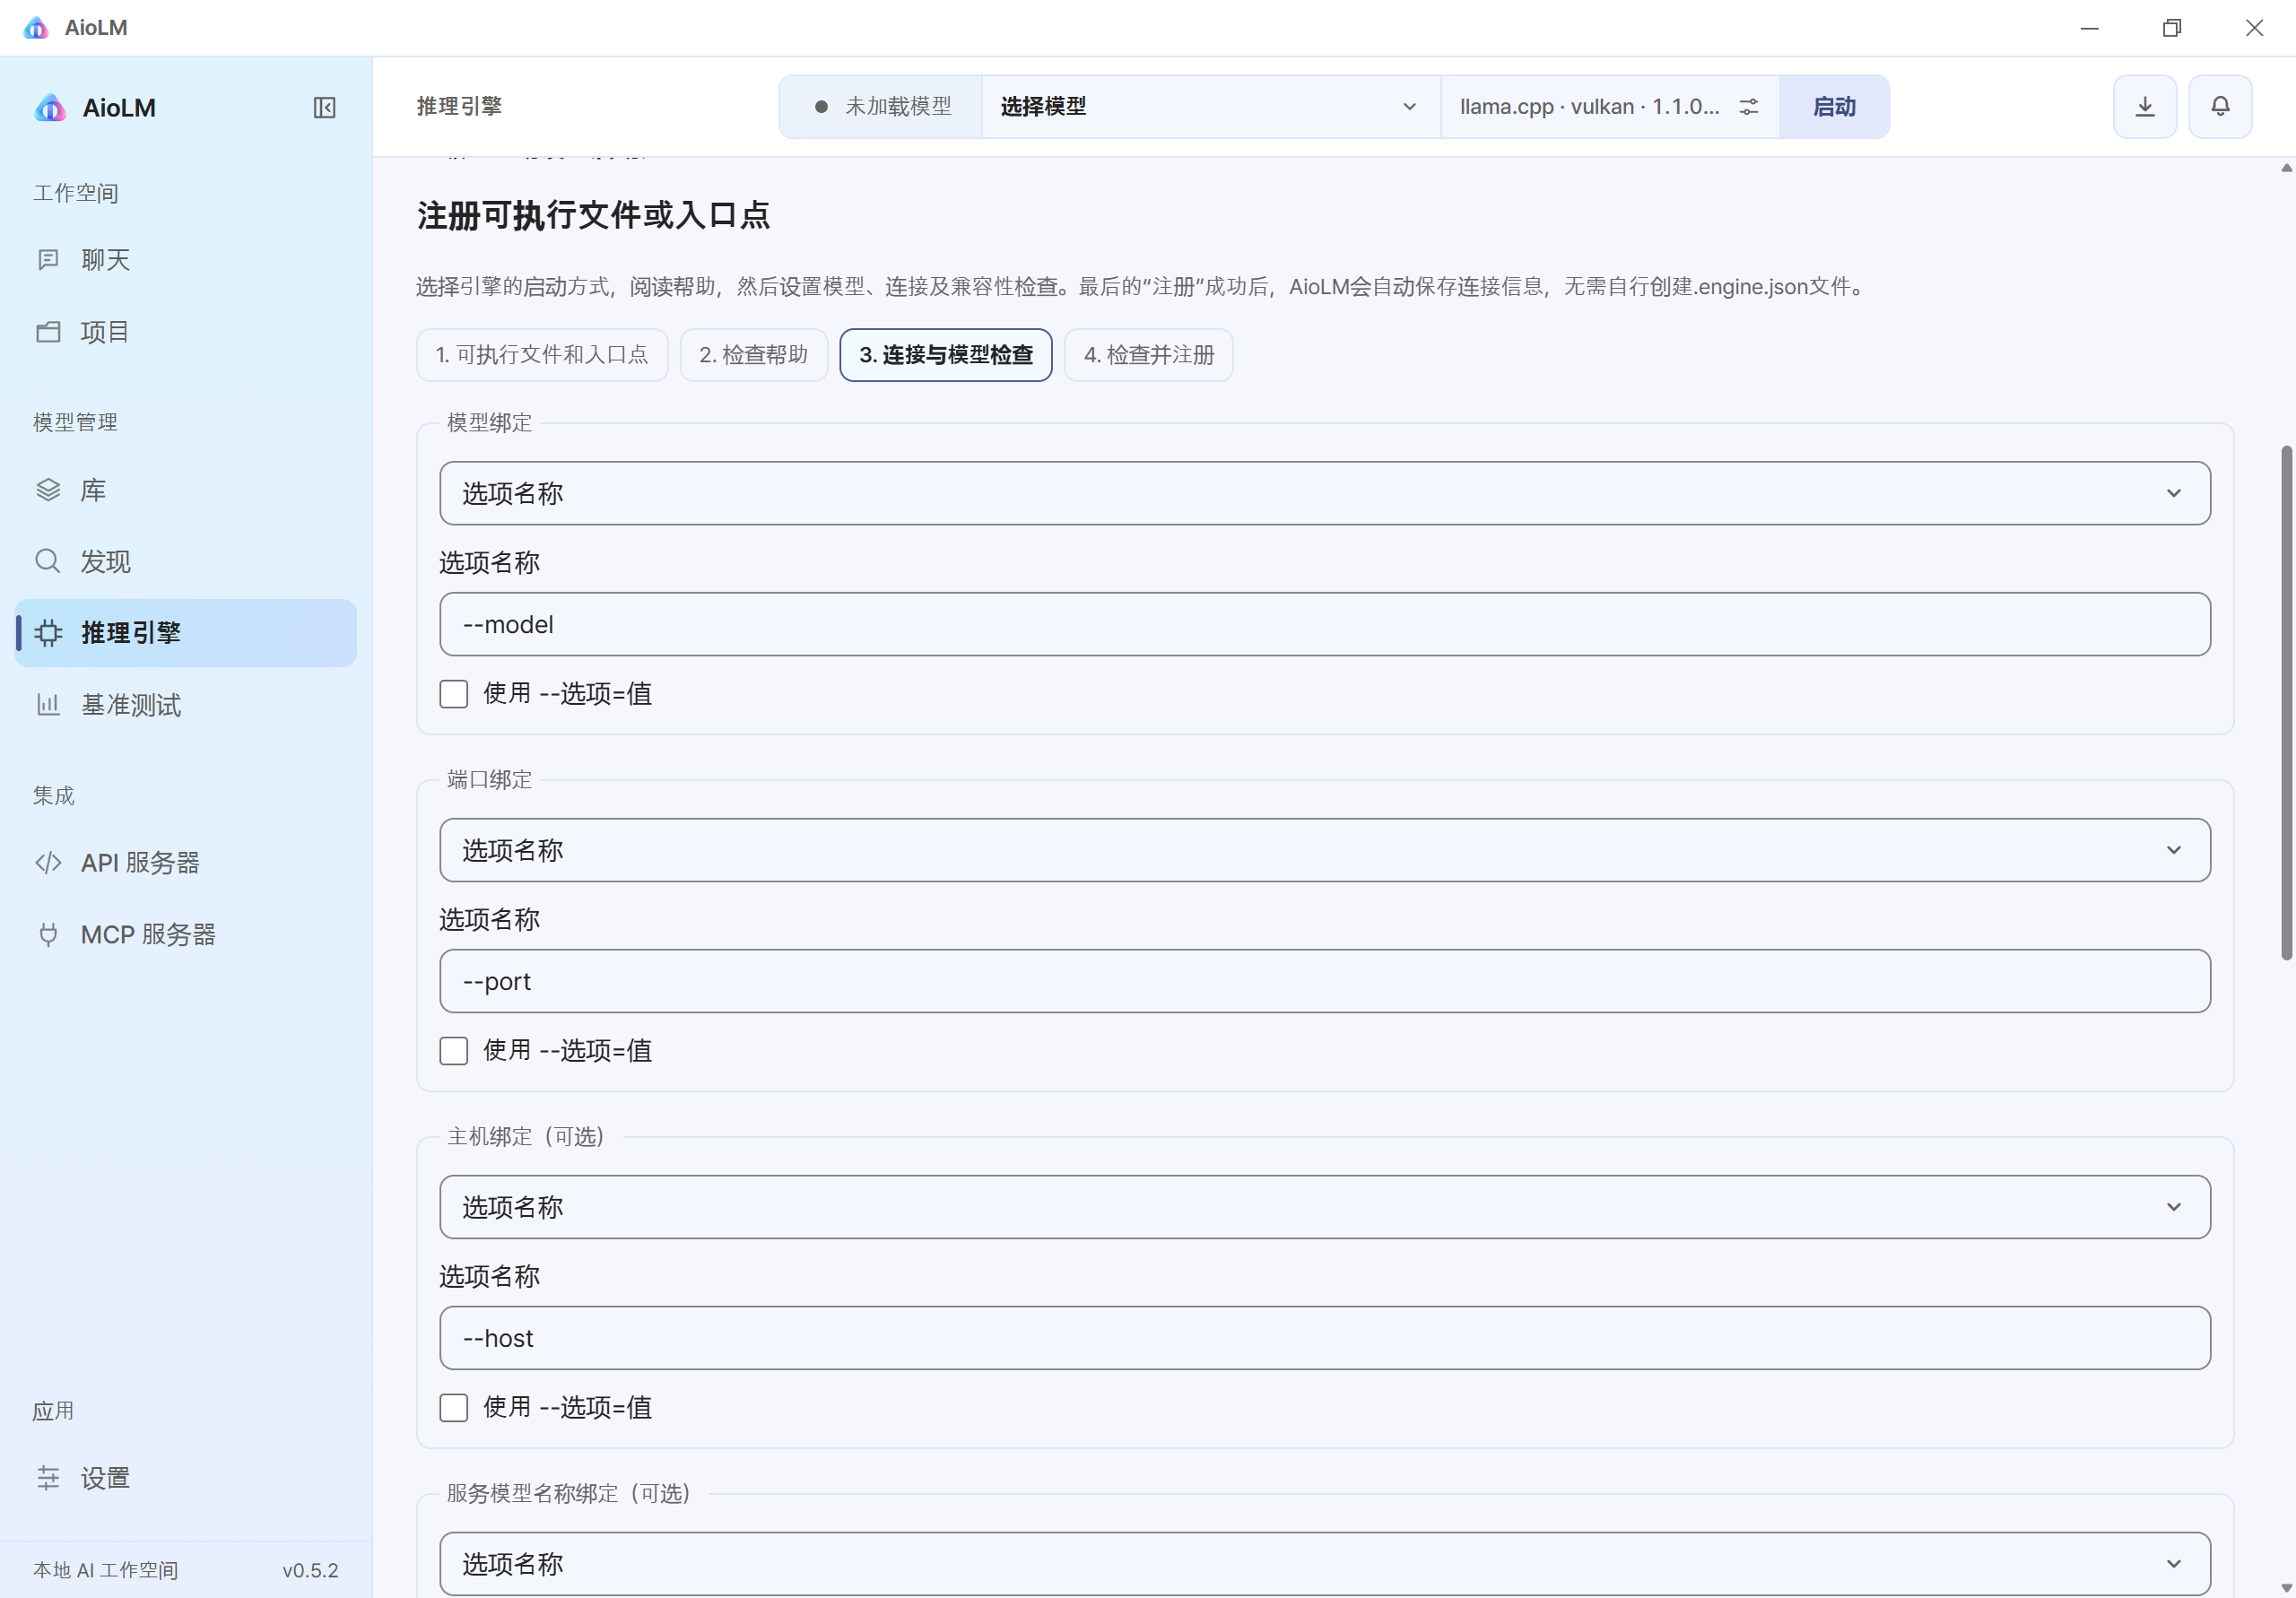 AioLM
AioLM
工作空间
聊天
项目
模型管理
库
发现
推理引擎
基准测试
集成
API 服务器
MCP 服务器
应用
设置
本地 AI 工作空间
v0.5.2
推理引擎
未加载模型
选择模型
llama.cpp · vulkan · 1.1.0...
启动
注册可执行文件或入口点
选择引擎的启动方式，阅读帮助，然后设置模型、连接及兼容性检查。最后的“注册”成功后，AioLM会自动保存连接信息，无需自行创建.engine.json文件。
1. 可执行文件和入口点
2. 检查帮助
3. 连接与模型检查
4. 检查并注册
模型绑定
选项名称
选项名称
--model
使用 --选项=值
端口绑定
选项名称
选项名称
--port
使用 --选项=值
主机绑定（可选）
选项名称
选项名称
--host
使用 --选项=值
服务模型名称绑定（可选）
选项名称